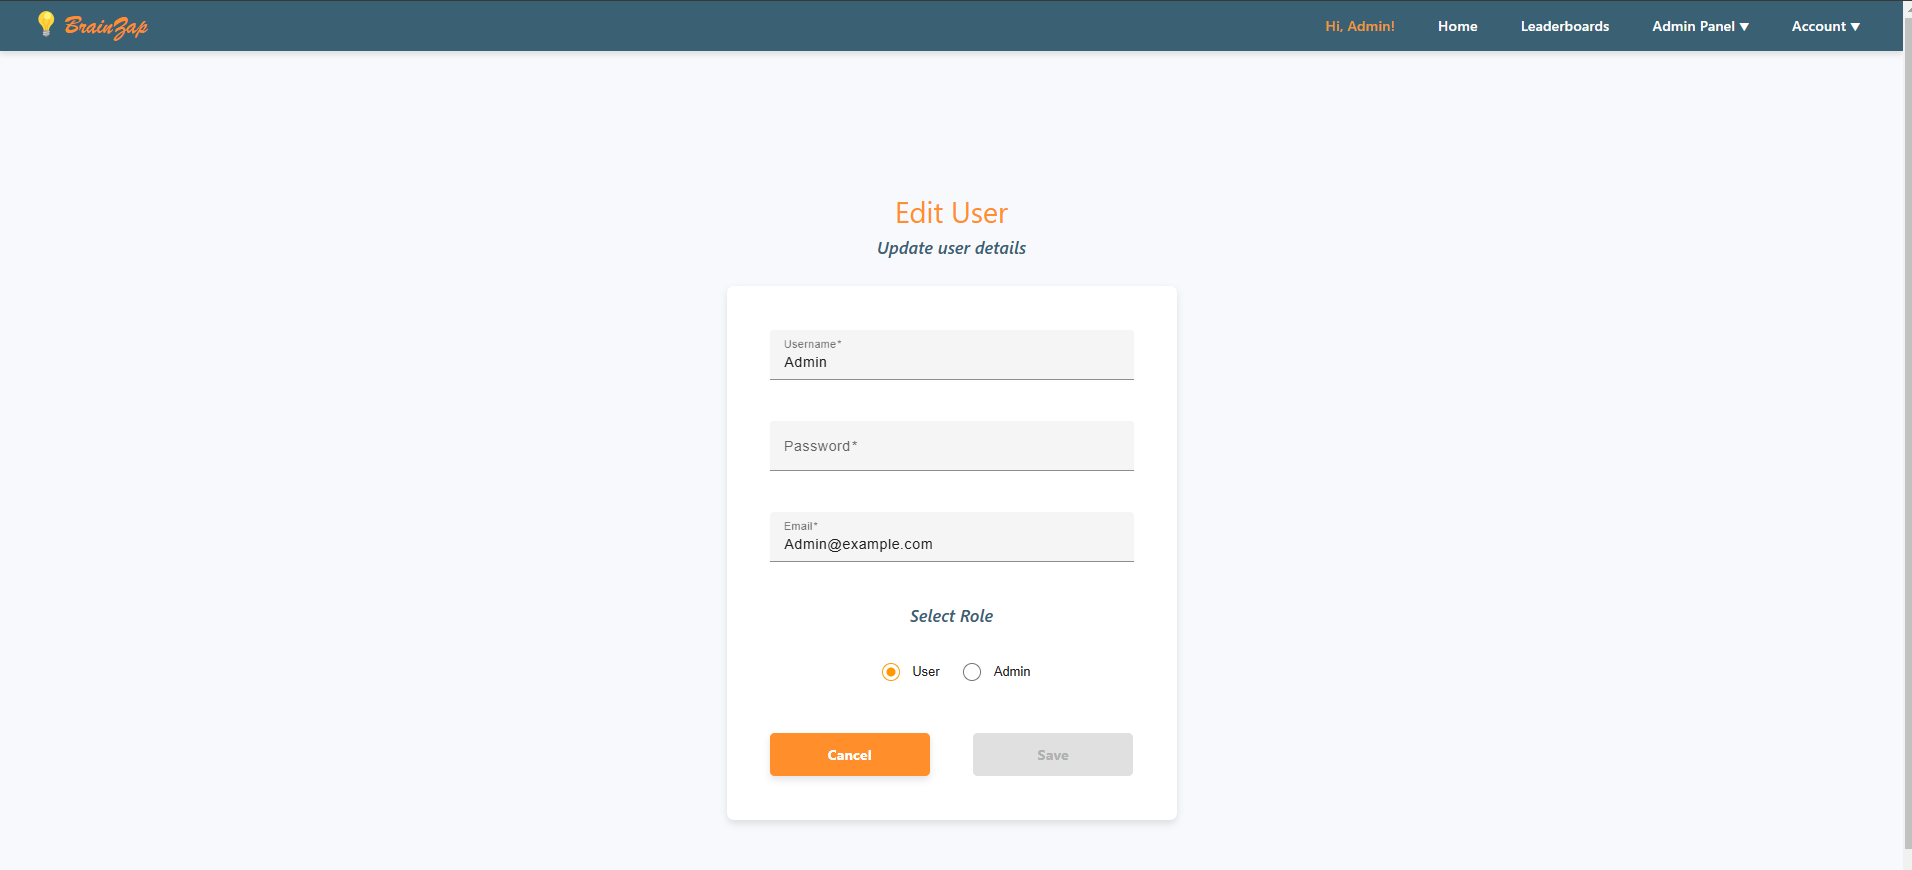 BrainZap Hi, Admin! Home Leaderboards Admin Panel ▼ Account ▼
Edit User
Update user details
Username*
Admin
Password*
Email*
Admin@example.com
Select Role
User Admin
Cancel Save